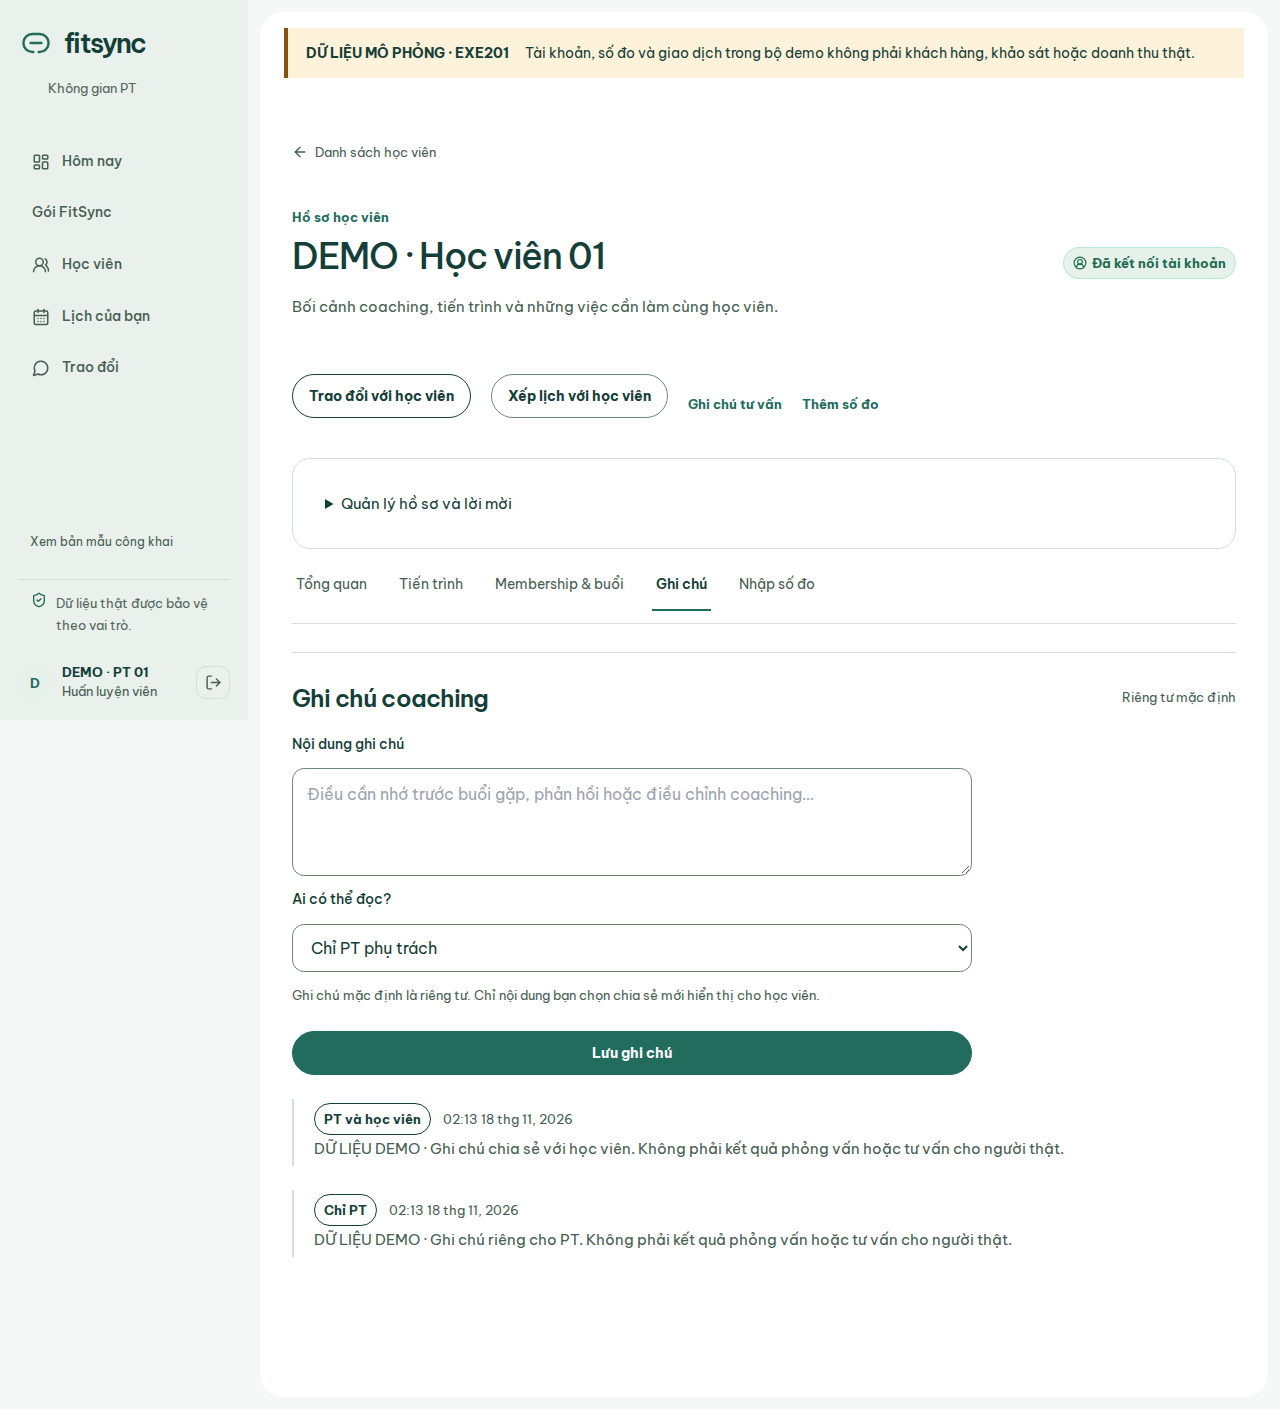 fitsync
Không gian PT
Hôm nay
Gói FitSync
Học viên
Lịch của bạn
Trao đổi
Xem bản mẫu công khai
Dữ liệu thật được bảo vệ
theo vai trò.
D
DEMO · PT 01
Huấn luyện viên
DỮ LIỆU MÔ PHỎNG · EXE201 Tài khoản, số đo và giao dịch trong bộ demo không phải khách hàng, khảo sát hoặc doanh thu thật.
Danh sách học viên
Hồ sơ học viên
DEMO · Học viên 01
Đã kết nối tài khoản
Bối cảnh coaching, tiến trình và những việc cần làm cùng học viên.
Trao đổi với học viên Xếp lịch với học viên Ghi chú tư vấn Thêm số đo
Quản lý hồ sơ và lời mời
Tổng quan Tiến trình Membership & buổi Ghi chú Nhập số đo
Ghi chú coaching Riêng tư mặc định
Nội dung ghi chú
Điều cần nhớ trước buổi gặp, phản hồi hoặc điều chỉnh coaching...
Ai có thể đọc?
Chỉ PT phụ trách
Ghi chú mặc định là riêng tư. Chỉ nội dung bạn chọn chia sẻ mới hiển thị cho học viên.
Lưu ghi chú
PT và học viên 02:13 18 thg 11, 2026
DỮ LIỆU DEMO · Ghi chú chia sẻ với học viên. Không phải kết quả phỏng vấn hoặc tư vấn cho người thật.
Chỉ PT 02:13 18 thg 11, 2026
DỮ LIỆU DEMO · Ghi chú riêng cho PT. Không phải kết quả phỏng vấn hoặc tư vấn cho người thật.